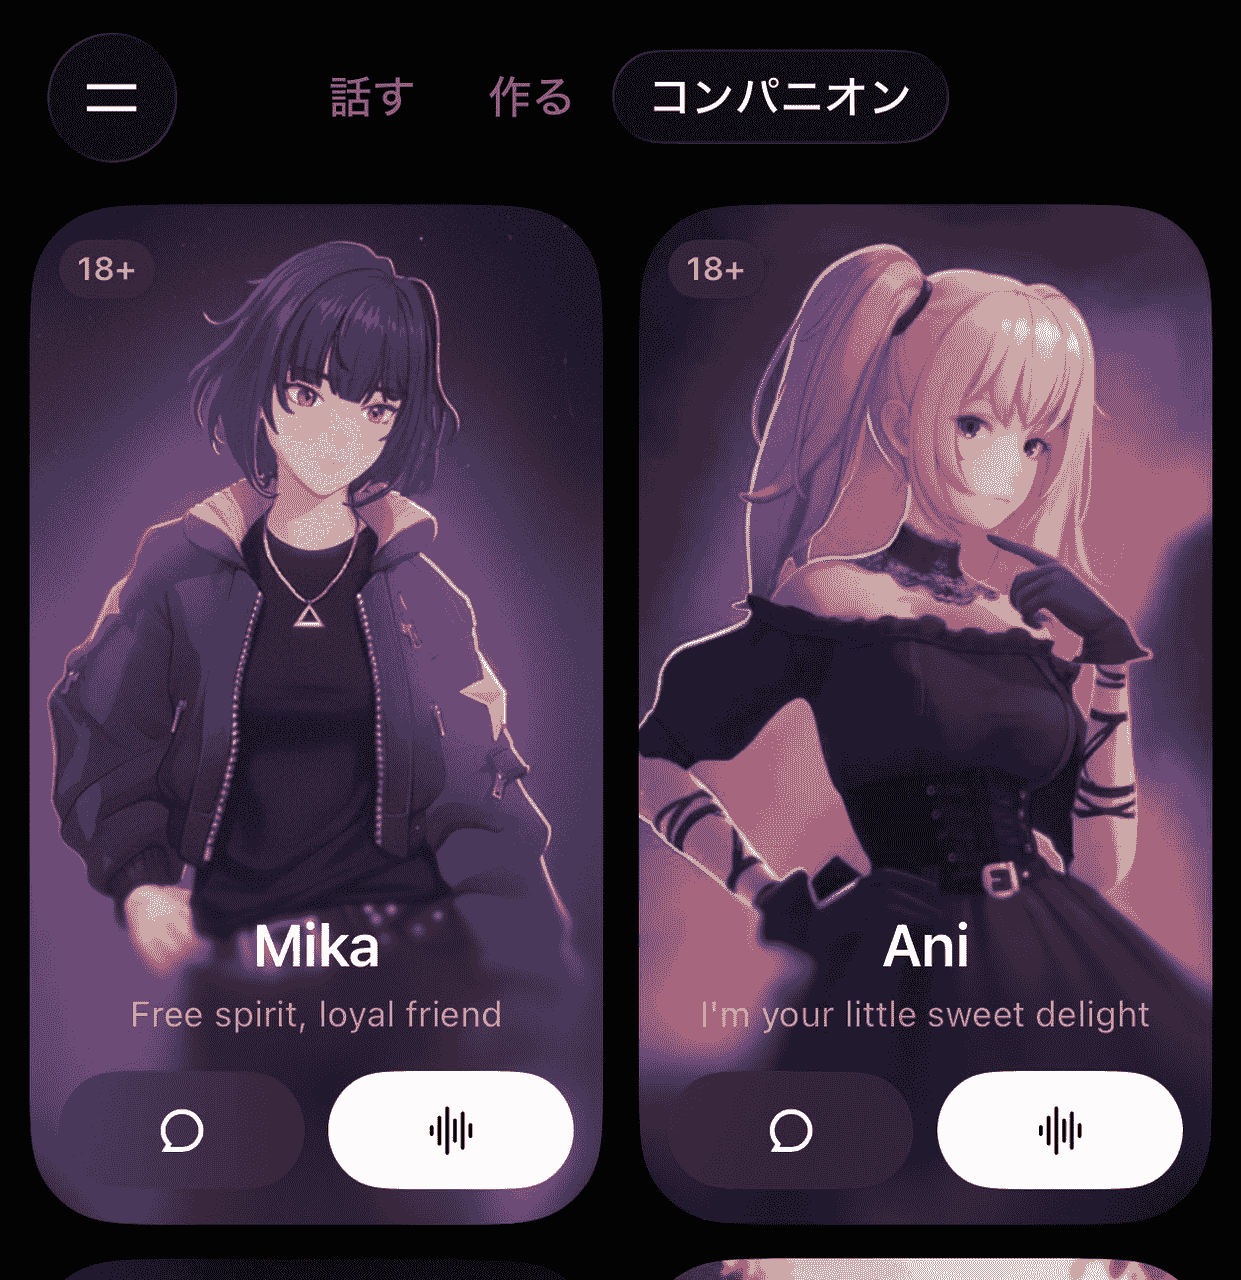 話す 作る コンパニオン
18+
Mika
Free spirit, loyal friend
18+
Ani
I'm your little sweet delight